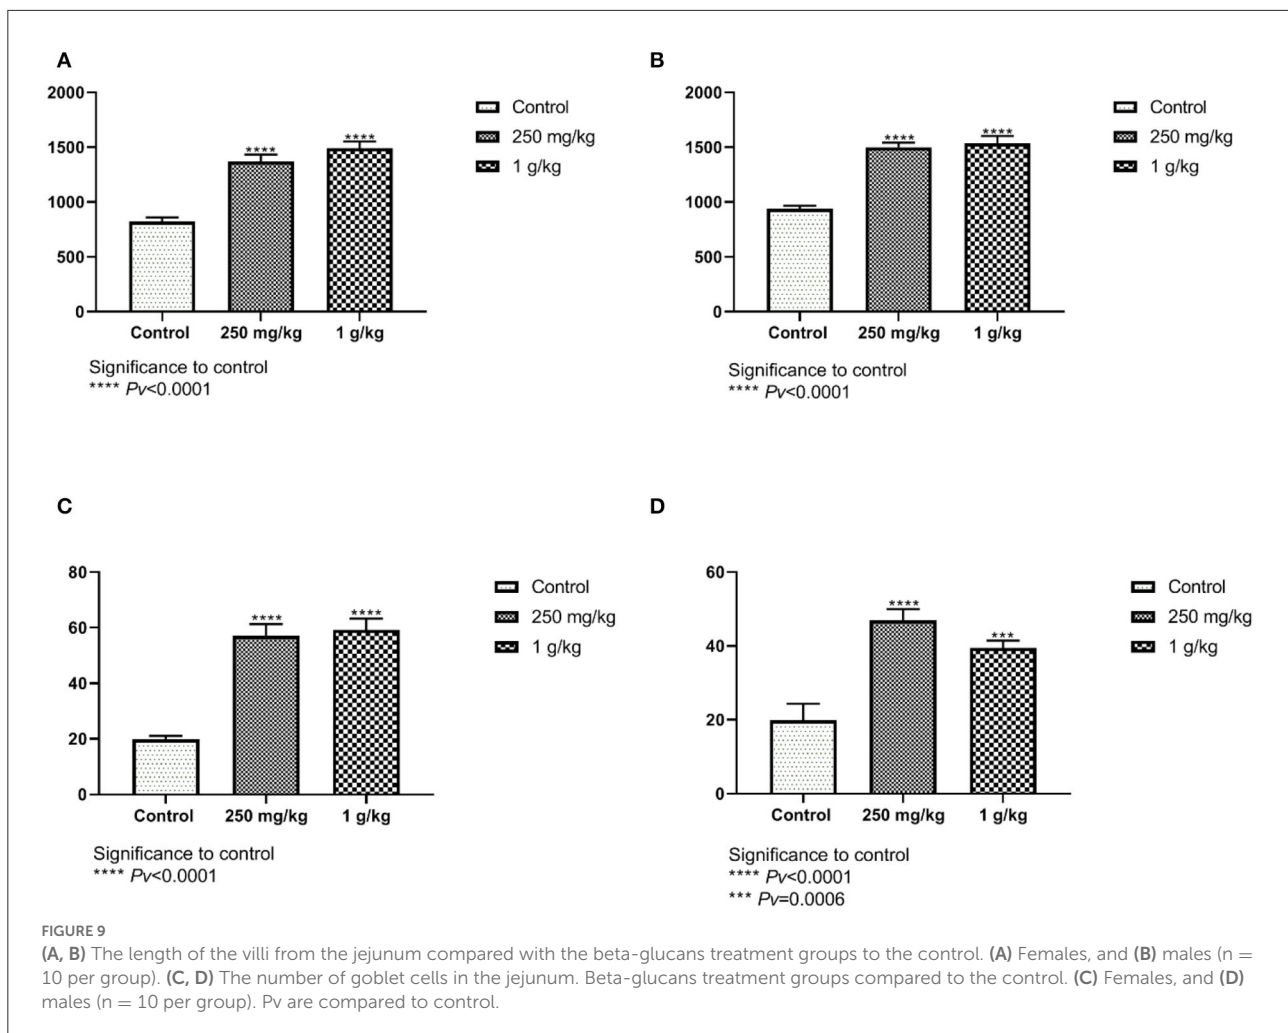 A
2000
1500
1000
500
0
****
****
Control
250 mg/kg
1 g/kg
Control
250 mg/kg
1 g/kg
Significance to control
**** Pv<0.0001
B
2000
1500
1000
500
0
****
****
Control
250 mg/kg
1 g/kg
Control
250 mg/kg
1 g/kg
Significance to control
**** Pv<0.0001
C
80
60
40
20
0
****
****
Control
250 mg/kg
1 g/kg
Control
250 mg/kg
1 g/kg
Significance to control
**** Pv<0.0001
D
60
40
20
0
****
***
Control
250 mg/kg
1 g/kg
Control
250 mg/kg
1 g/kg
Significance to control
**** Pv<0.0001
*** Pv=0.0006
FIGURE 9
(A, B) The length of the villi from the jejunum compared with the beta-glucans treatment groups to the control. (A) Females, and (B) males (n =
10 per group). (C, D) The number of goblet cells in the jejunum. Beta-glucans treatment groups compared to the control. (C) Females, and (D)
males (n = 10 per group). Pv are compared to control.